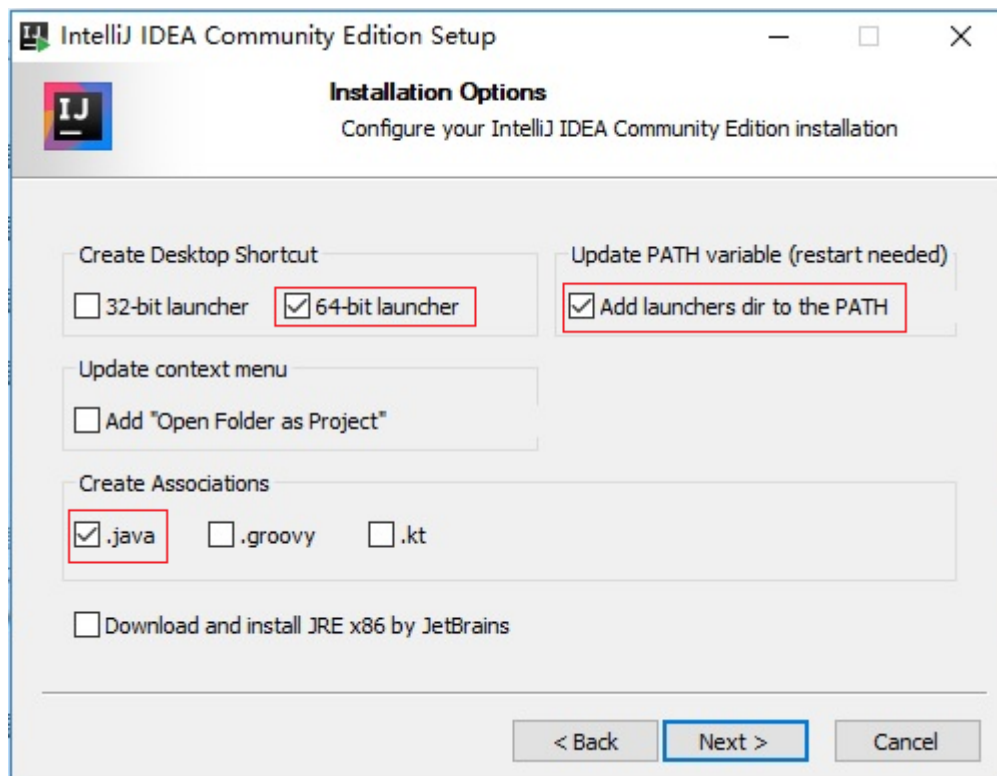 IntelliJ IDEA Community Edition Setup
IJ
Installation Options
Configure your IntelliJ IDEA Community Edition installation
Create Desktop Shortcut
32-bit launcher
64-bit launcher
Update PATH variable (restart needed)
Add launchers dir to the PATH
Update context menu
Add "Open Folder as Project"
Create Associations
.java .groovy .kt
Download and install JRE x86 by JetBrains
< Back Next > Cancel